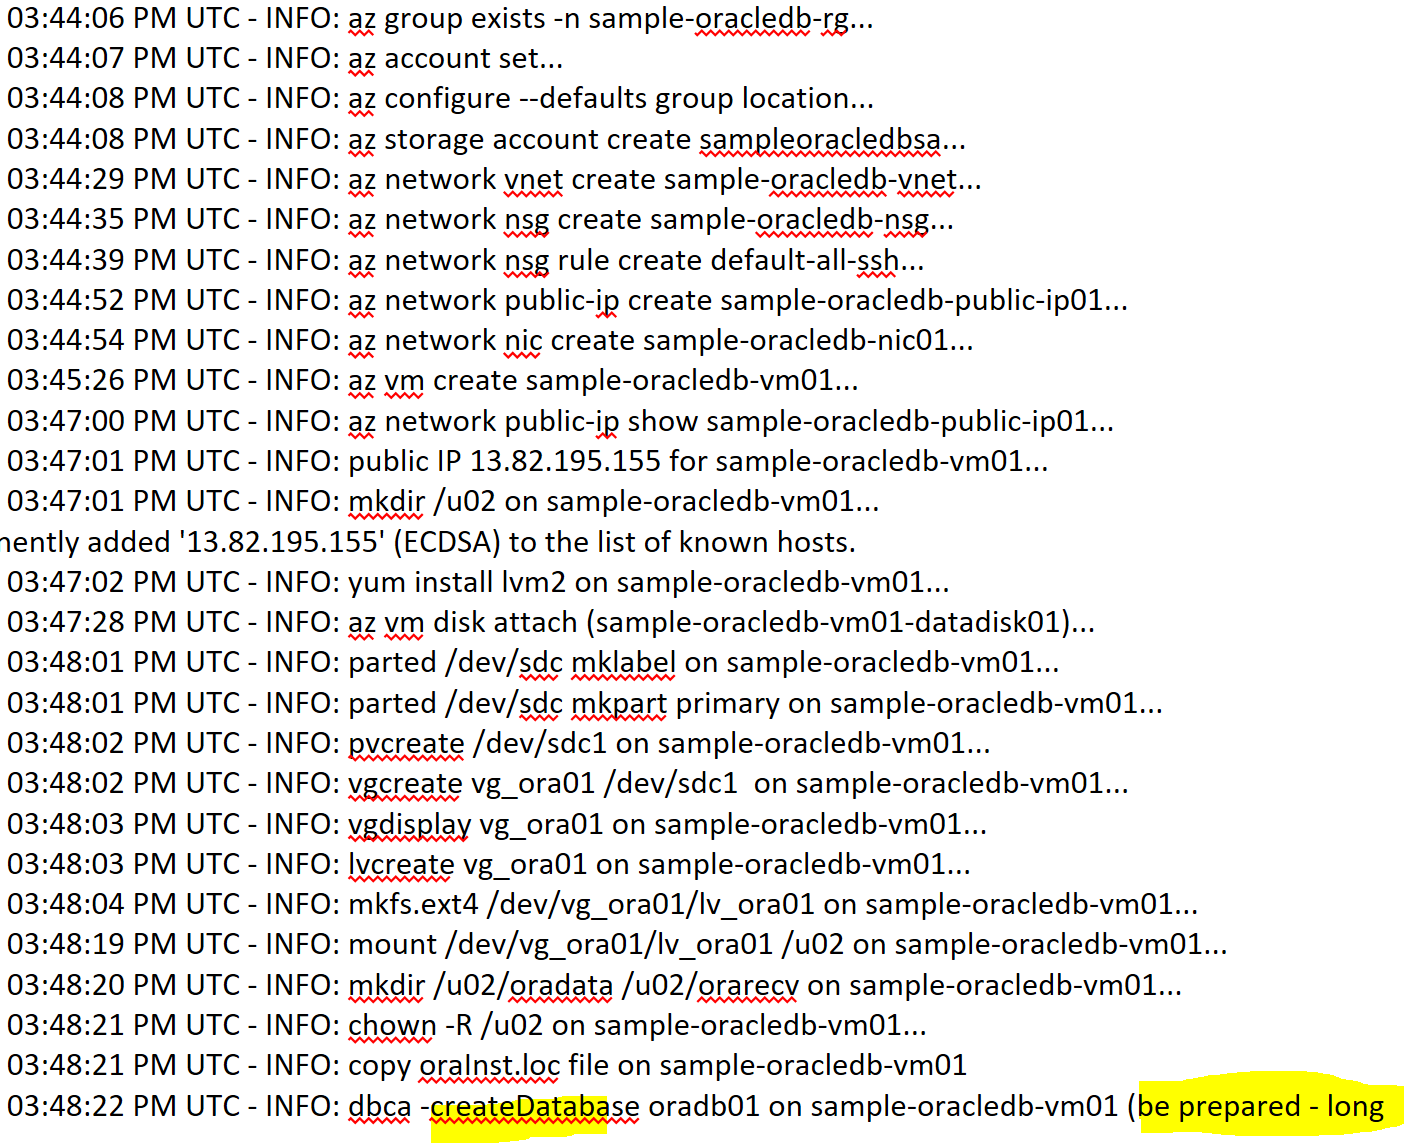 03:44:06 PM UTC - INFO: az group exists -n sample-oracledb-rg...
03:44:07 PM UTC - INFO: az account set...
03:44:08 PM UTC - INFO: az configure --defaults group location...
03:44:08 PM UTC - INFO: az storage account create sampleoracledbsa...
03:44:29 PM UTC - INFO: az network vnet create sample-oracledb-vnet...
03:44:35 PM UTC - INFO: az network nsg create sample-oracledb-nsg...
03:44:39 PM UTC - INFO: az network nsg rule create default-all-ssh...
03:44:52 PM UTC - INFO: az network public-ip create sample-oracledb-public-ip01...
03:44:54 PM UTC - INFO: az network nic create sample-oracledb-nic01...
03:45:26 PM UTC - INFO: az vm create sample-oracledb-vm01...
03:47:00 PM UTC - INFO: az network public-ip show sample-oracledb-public-ip01...
03:47:01 PM UTC - INFO: public IP 13.82.195.155 for sample-oracledb-vm01...
03:47:01 PM UTC - INFO: mkdir /u02 on sample-oracledb-vm01...
nently added '13.82.195.155' (ECDSA) to the list of known hosts.
03:47:02 PM UTC - INFO: yum install lvm2 on sample-oracledb-vm01...
03:47:28 PM UTC - INFO: az vm disk attach (sample-oracledb-vm01-datadisk01)...
03:48:01 PM UTC - INFO: parted /dev/sdc mklabel on sample-oracledb-vm01...
03:48:01 PM UTC - INFO: parted /dev/sdc mkpart primary on sample-oracledb-vm01...
03:48:02 PM UTC - INFO: pvcreate /dev/sdc1 on sample-oracledb-vm01...
03:48:02 PM UTC - INFO: vgcreate vg_ora01 /dev/sdc1  on sample-oracledb-vm01...
03:48:03 PM UTC - INFO: vgdisplay vg_ora01 on sample-oracledb-vm01...
03:48:03 PM UTC - INFO: lvcreate vg_ora01 on sample-oracledb-vm01...
03:48:04 PM UTC - INFO: mkfs.ext4 /dev/vg_ora01/lv_ora01 on sample-oracledb-vm01...
03:48:19 PM UTC - INFO: mount /dev/vg_ora01/lv_ora01 /u02 on sample-oracledb-vm01...
03:48:20 PM UTC - INFO: mkdir /u02/oradata /u02/orarecv on sample-oracledb-vm01...
03:48:21 PM UTC - INFO: chown -R /u02 on sample-oracledb-vm01...
03:48:21 PM UTC - INFO: copy oraInst.loc file on sample-oracledb-vm01
03:48:22 PM UTC - INFO: dbca -createDatabase oradb01 on sample-oracledb-vm01 (be prepared - long